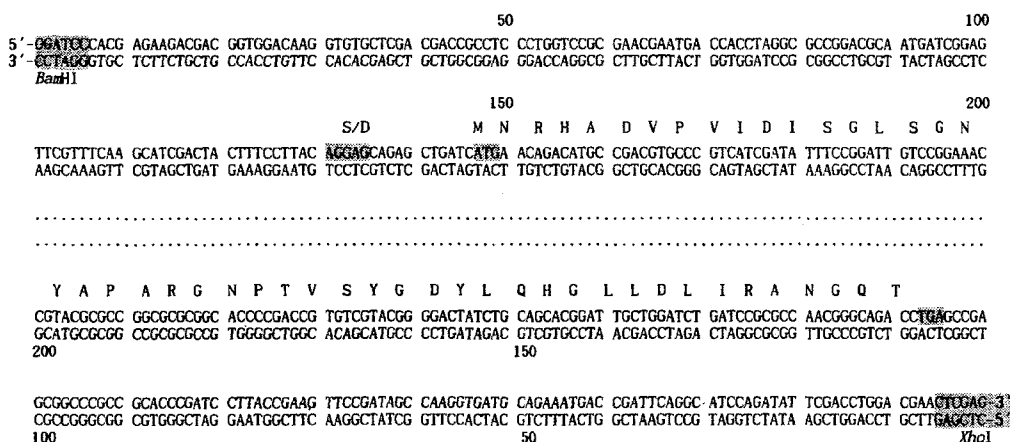 50 100
5'-GGATCCCACG AGAAGACGAC GGTGGACAAG GTGTGCTCGA CGACCGCCTC CCTGGTCCGC GAACGAATGA CCACCTAGGC GCCGGACGCA ATGATCGGAG
3'-CCTAGGGTGC TCTTCTGCTG CCACCTGTTC CACACGAGCT GCTGGCGGAG GGACCAGGCG CTTGCTTACT GGTGGATCCG CGGCCTGCGT TACTAGCCTC
BamHI
150 200
S/D M N R H A D V P V I D I S G L S G N
TTCGTTTCAA GCATCGACTA CTTTCCTTAC AGGAGCAGAG CTGATCATGA ACAGACATGC CGACGTGCCC GTCATCGATA TTTCCGGATT GTCCGGAAAC
AAGCAAAGTT CGTAGCTGAT GAAAGGAATG TCCTCGTCTC GACTAGTACT TGTCTGTACG GCTGCACGGG CAGTAGCTAT AAAGGCCTAA CAGGCCTTTG
Y A P A R G N P T V S Y G D Y L Q H G L L D L I R A N G Q T
CGTACGCGCC GGCGCGCGGC ACCCCGACCG TGTCGTACGG GGACTATCTG CAGCACGGAT TGCTGGATCT GATCCGCGCC AACGGGCAGA CCTGAGCCGA
GCATGCGCGG CCGCGCGCCG TGGGGCTGGC ACAGCATGCC CCTGATAGAC GTCGTGCCTA ACGACCTAGA CTAGGCGCGG TTGCCCGTCT GGACTCGGCT
200 150
GCGGCCCGCC GCACCCGATC CTTACCGAAG TTCCGATAGC CAAGGTGATG CAGAAATGAC CGATTCAGGC ATCCAGATAT TCGACCTGGA CGAACTCGAG-3'
CGCCGGGCGG CGTGGGCTAG GAATGGCTTC AAGGCTATCG GTTCCACTAC GTCTTTACTG GCTAAGTCCG TAGGTCTATA AGCTGGACCT GCTTGAGCTC-5'
100 50 XhoI